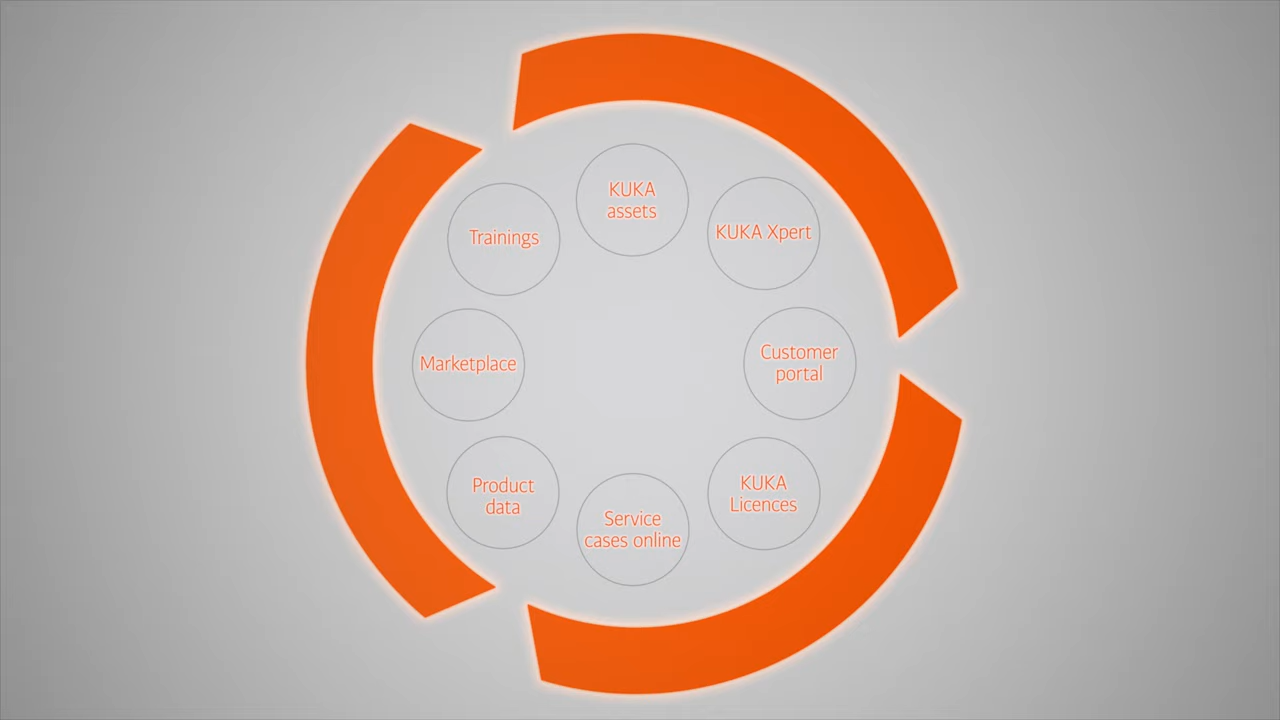 KUKA
assets
KUKA Xpert
Trainings
Customer
portal
Marketplace
KUKA
Licences
Product
data
Service
cases online